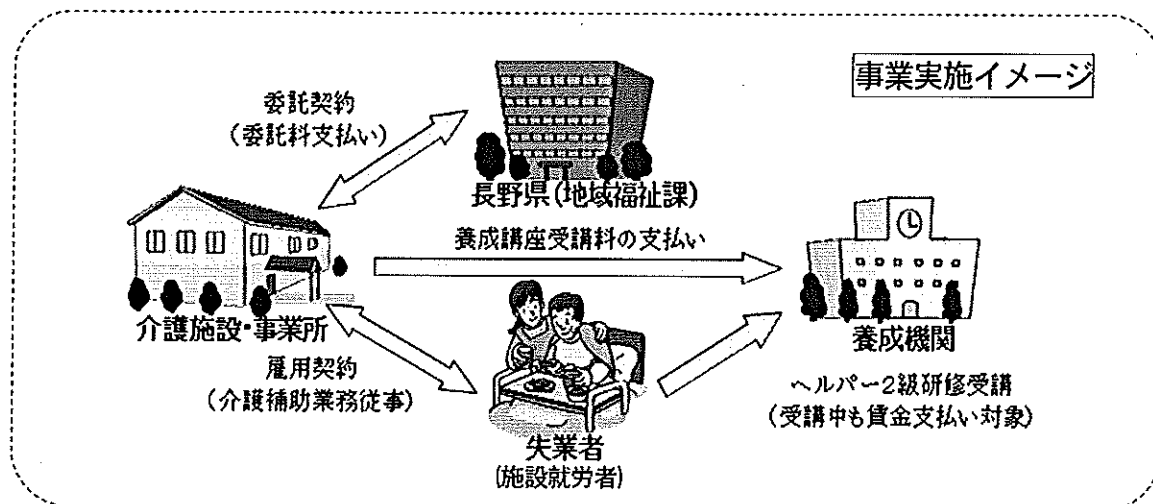 事業実施イメージ
委託契約
(委託料支払い)
長野県(地域福祉課)
養成講座受講料の支払い
介護施設・事業所
養成機関
雇用契約
(介護補助業務従事)
ヘルパー2級研修受講
(受講中も賃金支払い対象)
失業者
(施設就労者)